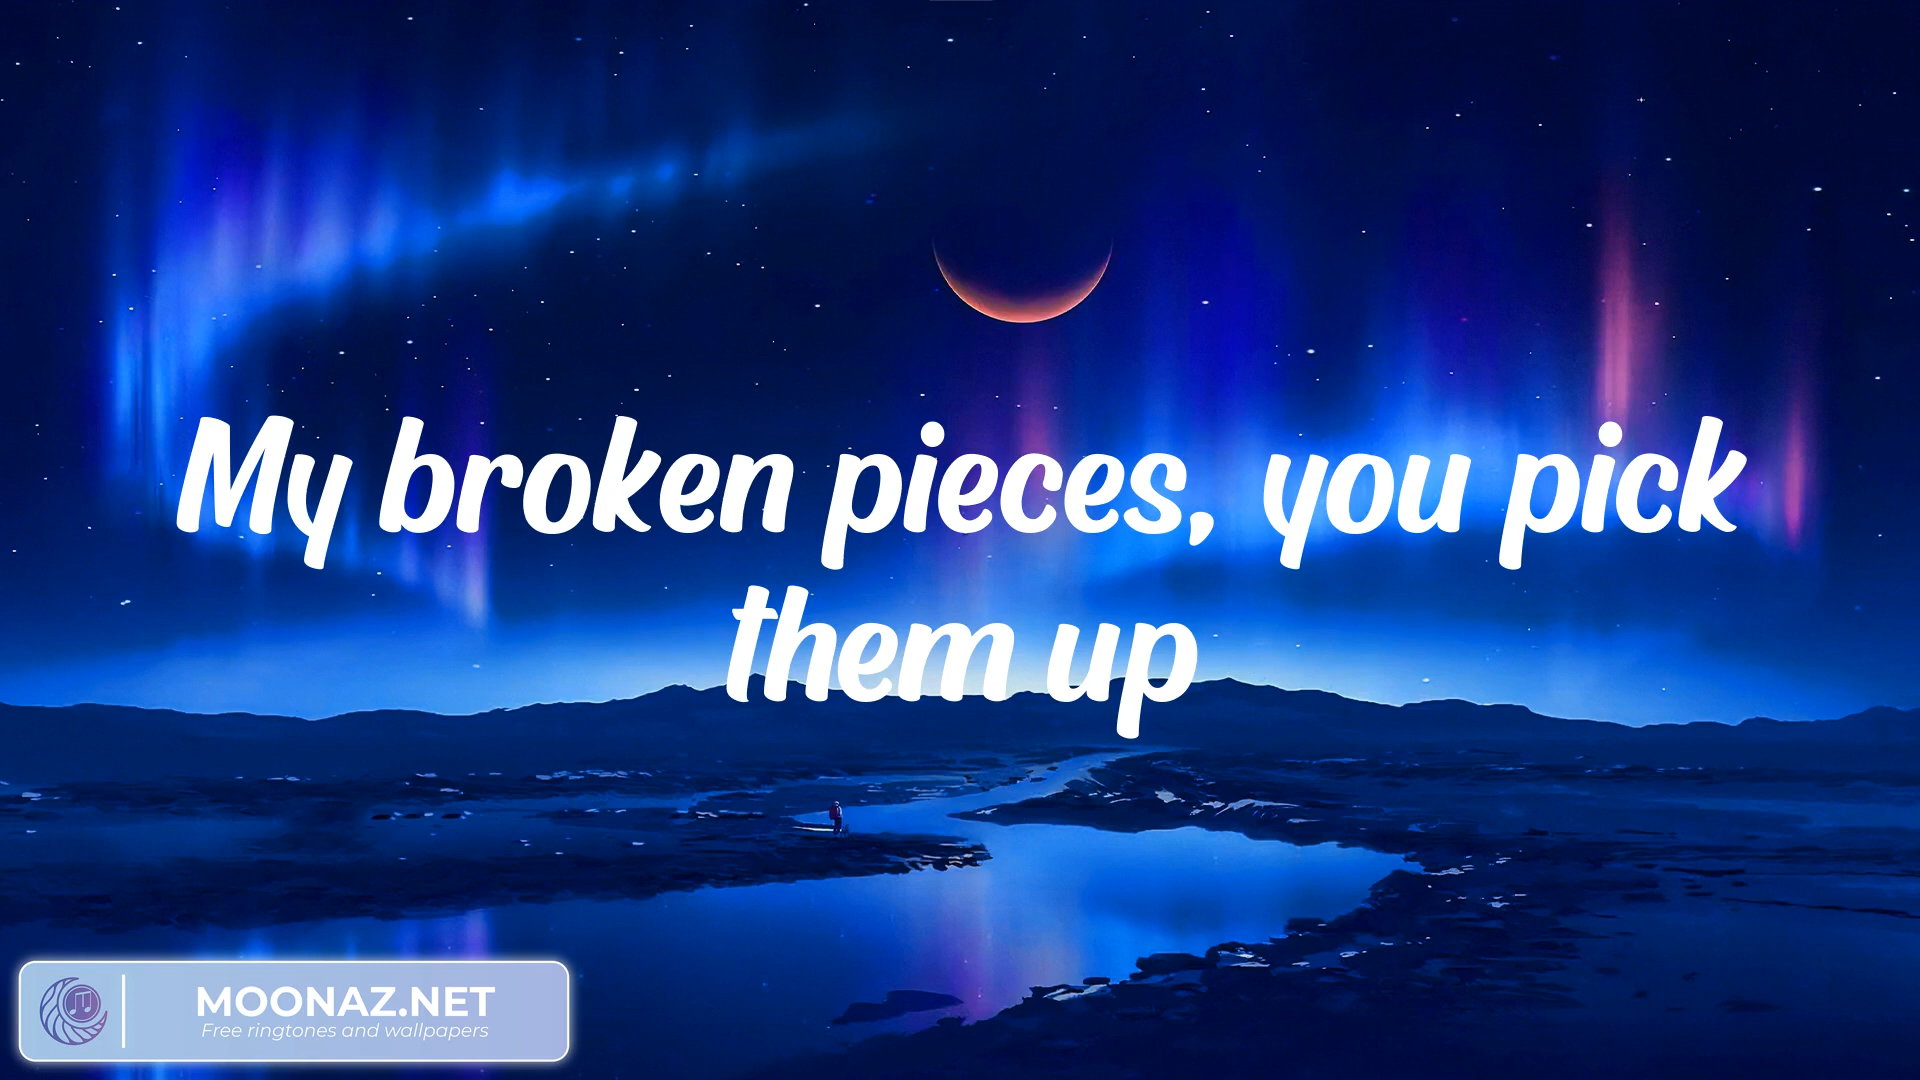 My broken pieces, you pick
them up
MOONAZ.NET
Free ringtones and wallpapers